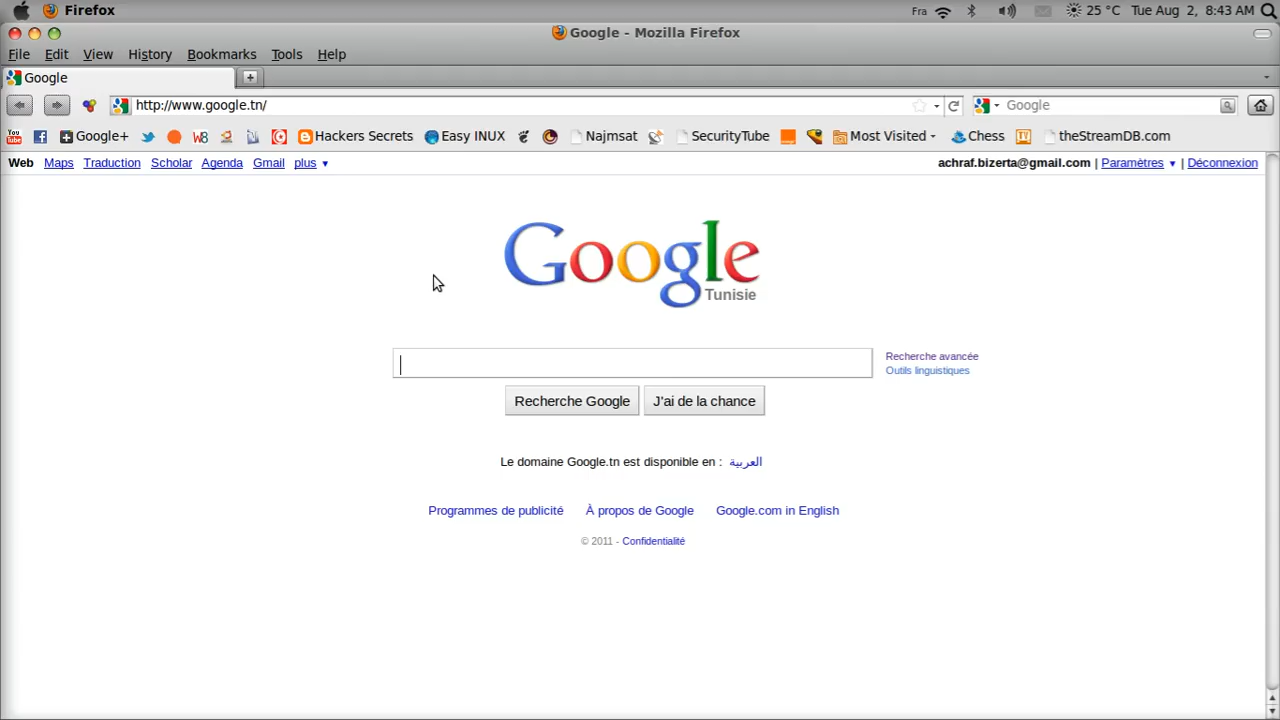 Firefox Fra 25 °C Tue Aug 2, 8:43 AM
Google - Mozilla Firefox
File Edit View History Bookmarks Tools Help
Google
http://www.google.tn/ Google
You Tube Google+ W8 Hackers Secrets Easy INUX Najmsat SecurityTube Most Visited Chess TV theStreamDB.com
Web Maps Traduction Scholar Agenda Gmail plus achraf.bizerta@gmail.com | Paramètres | Déconnexion
Google
Tunisie
Recherche avancée
Outils linguistiques
Recherche Google J'ai de la chance
Le domaine Google.tn est disponible en : العربية
Programmes de publicité À propos de Google Google.com in English
© 2011 - Confidentialité